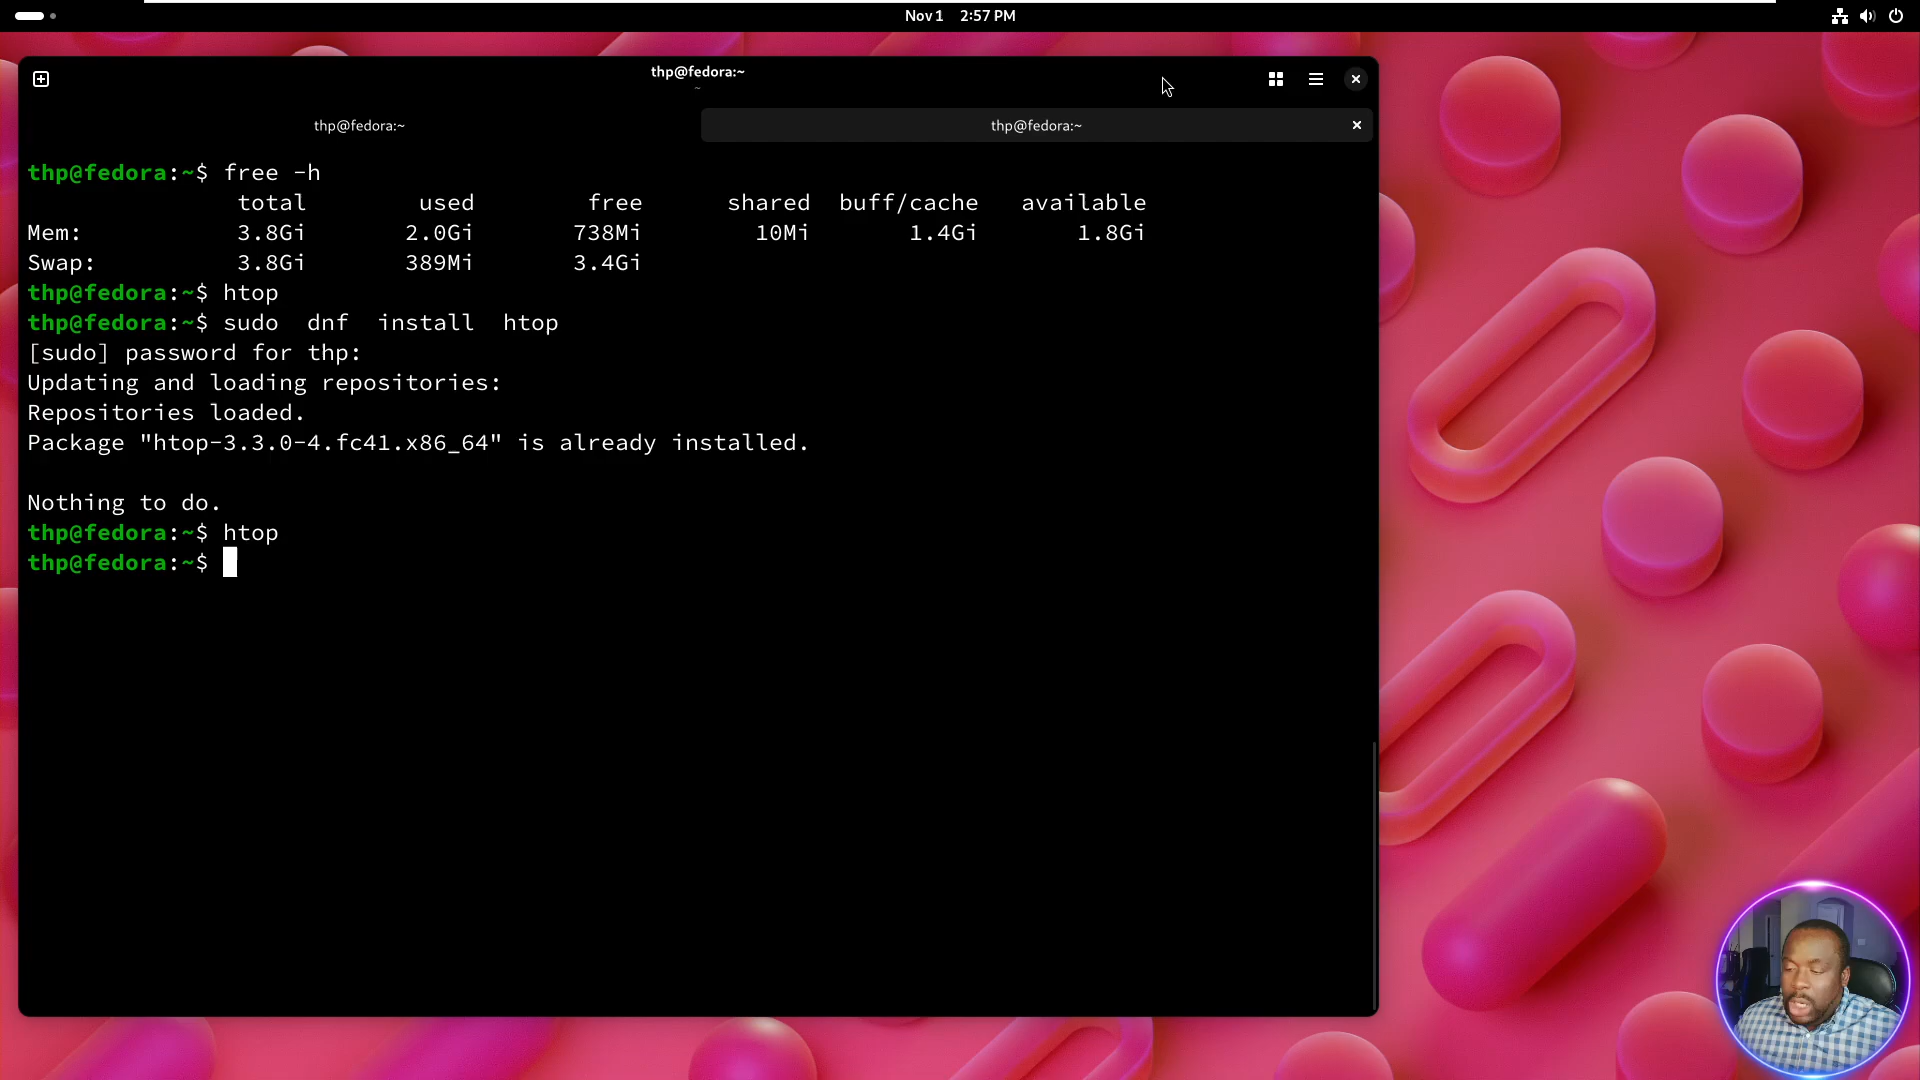 Nov 1 2:57 PM
thp@fedora:~
~
thp@fedora:~ thp@fedora:~
thp@fedora:~$ free -h
total used free shared buff/cache available
Mem: 3.8Gi 2.0Gi 738Mi 10Mi 1.4Gi 1.8Gi
Swap: 3.8Gi 389Mi 3.4Gi
thp@fedora:~$ htop
thp@fedora:~$ sudo dnf install htop
[sudo] password for thp:
Updating and loading repositories:
Repositories loaded.
Package "htop-3.3.0-4.fc41.x86_64" is already installed.
Nothing to do.
thp@fedora:~$ htop
thp@fedora:~$